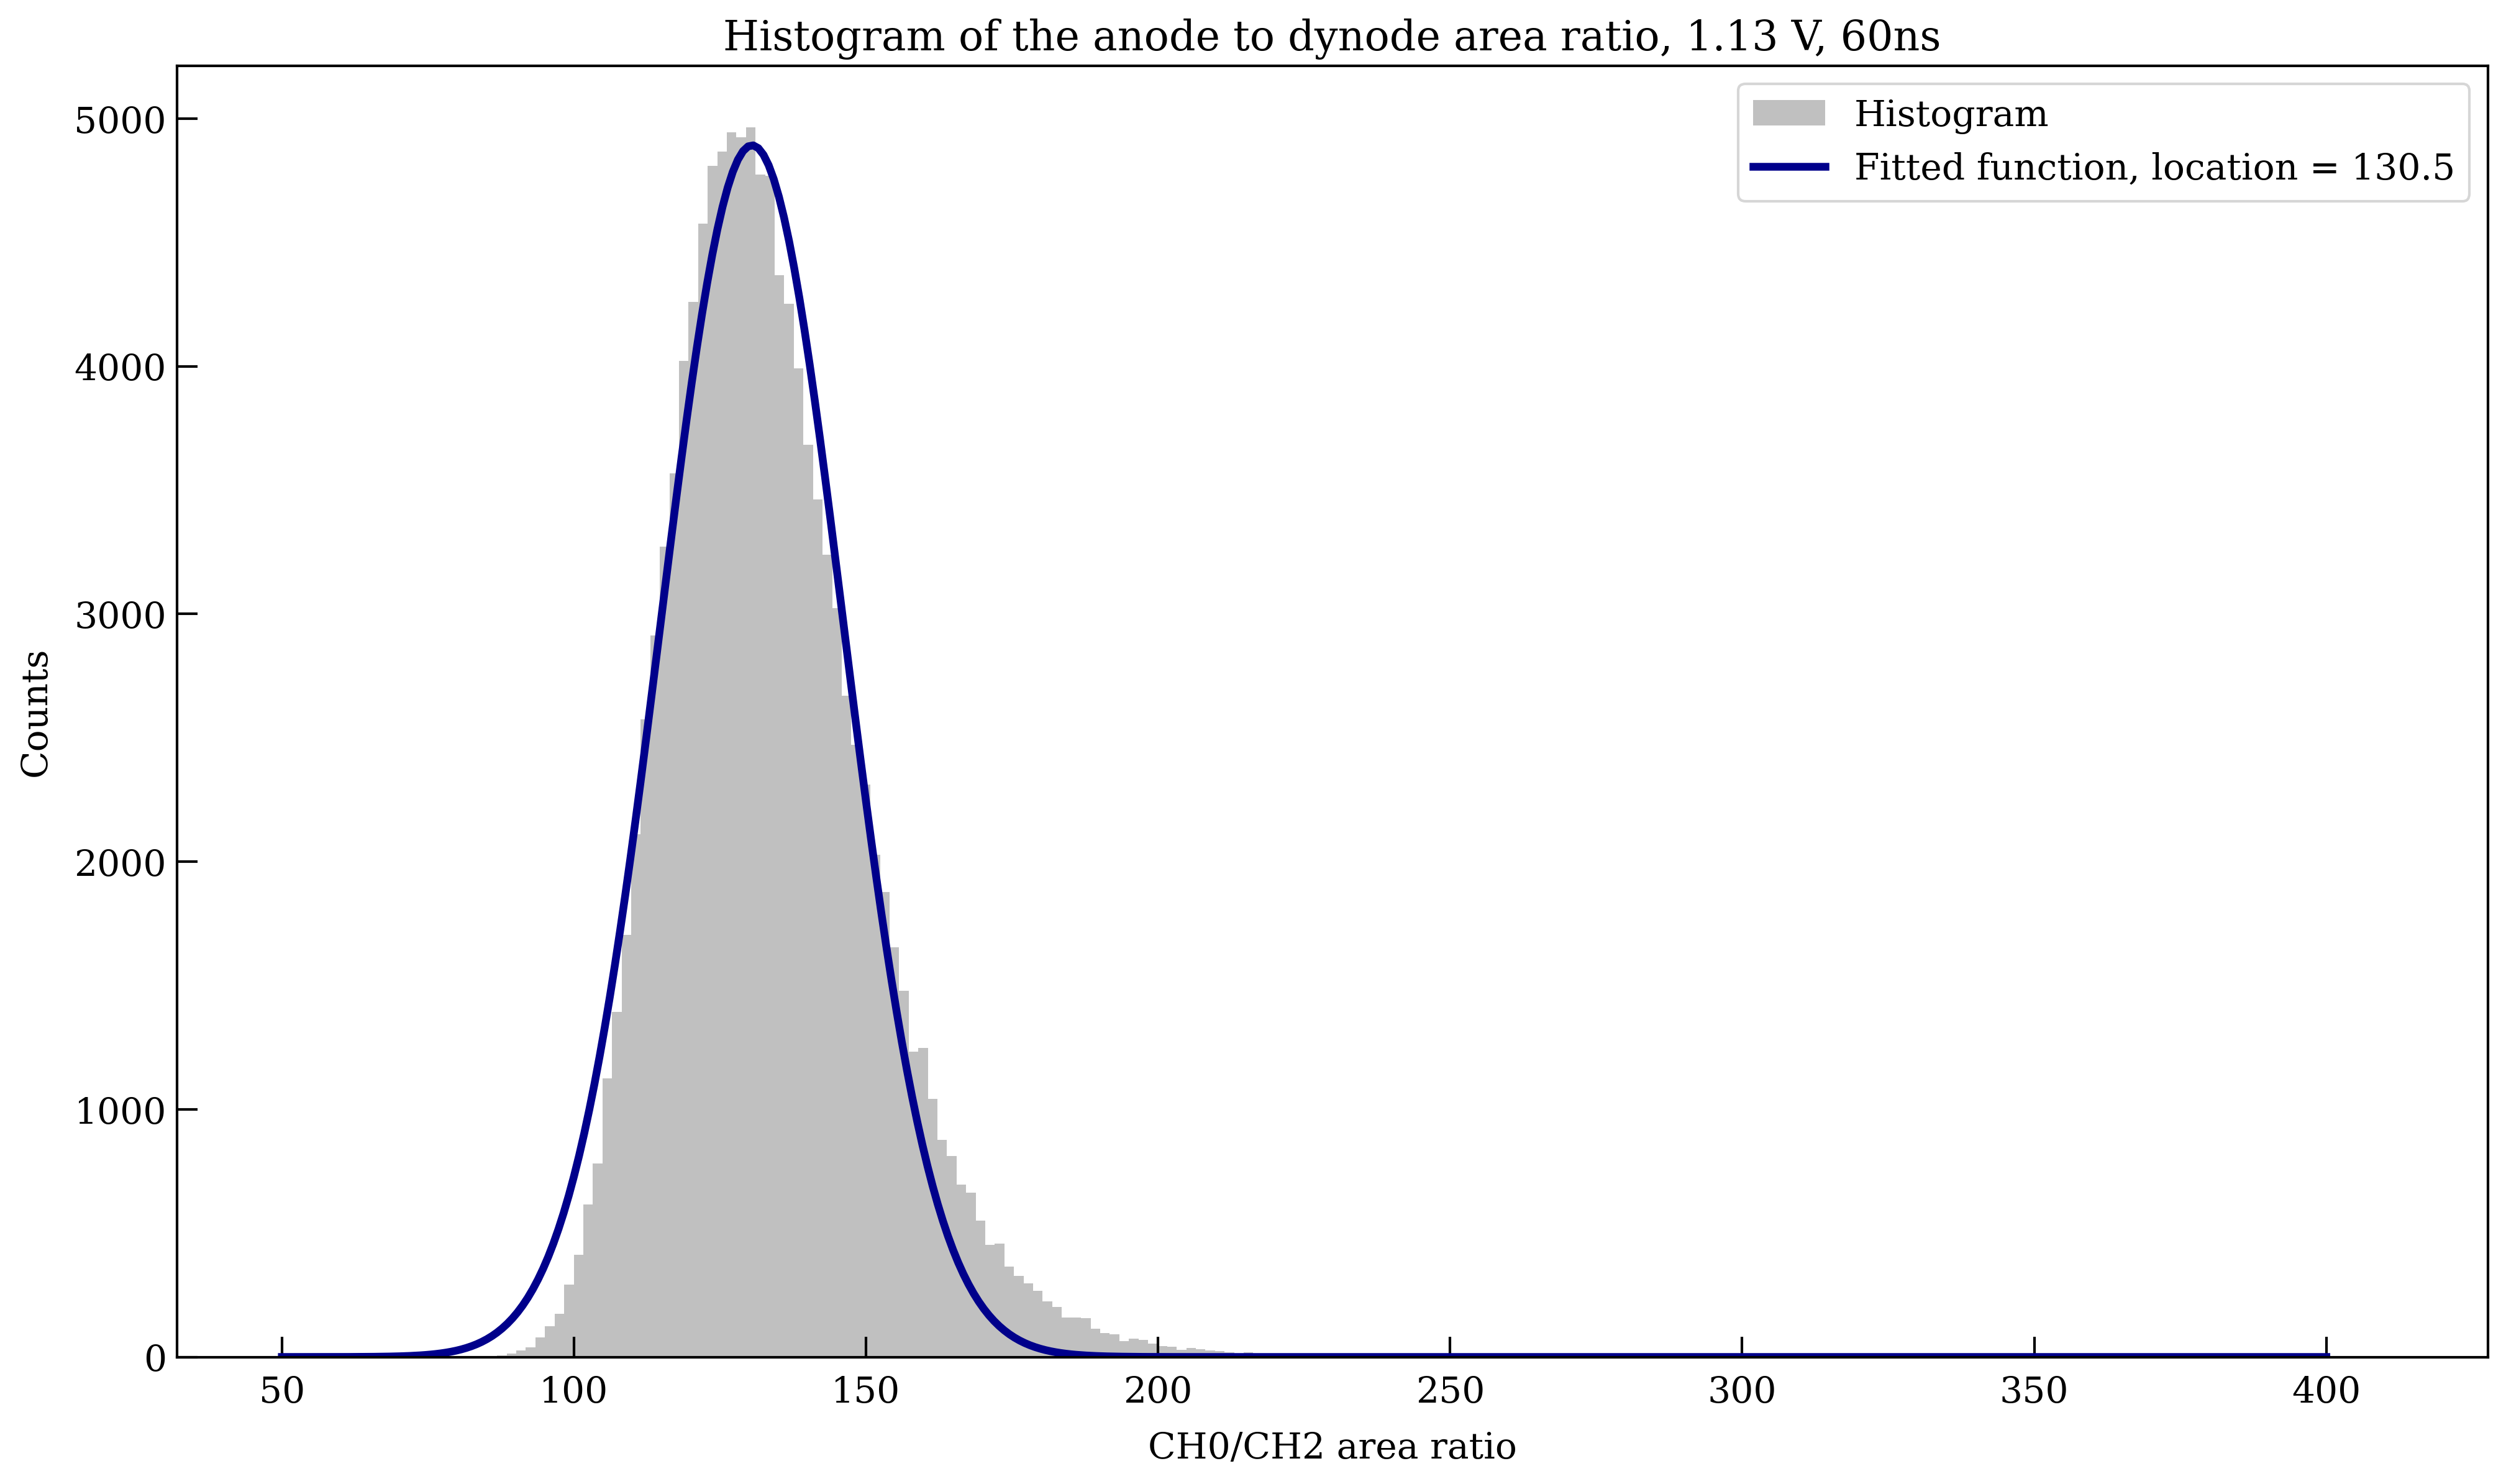 Histogram of the anode to dynode area ratio, 1.13 V, 60ns
Histogram
Fitted function, location = 130.5
5000
4000
3000
2000
1000
0
Counts
50 100 150 200 250 300 350 400
CH0/CH2 area ratio